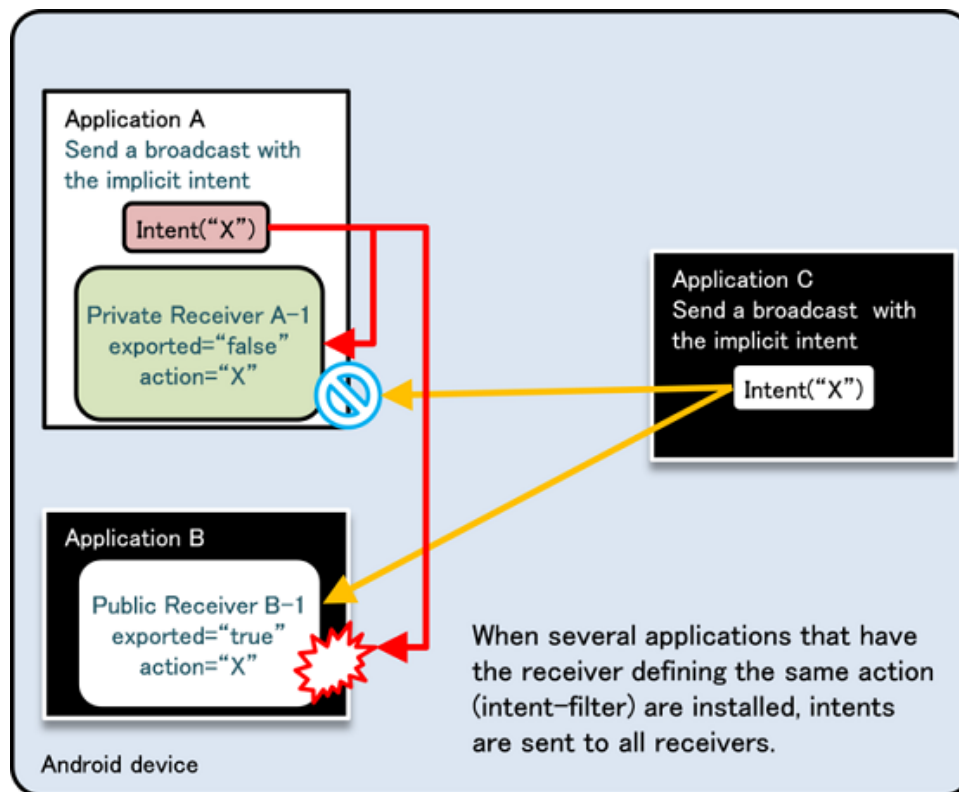 Application A
Send a broadcast with
the implicit intent
Intent(“X”)
Private Receiver A-1
exported=“false”
action=“X”
Application C
Send a broadcast with
the implicit intent
Intent(“X”)
Application B
Public Receiver B-1
exported=“true”
action=“X”
When several applications that have
the receiver defining the same action
(intent-filter) are installed, intents
are sent to all receivers.
Android device